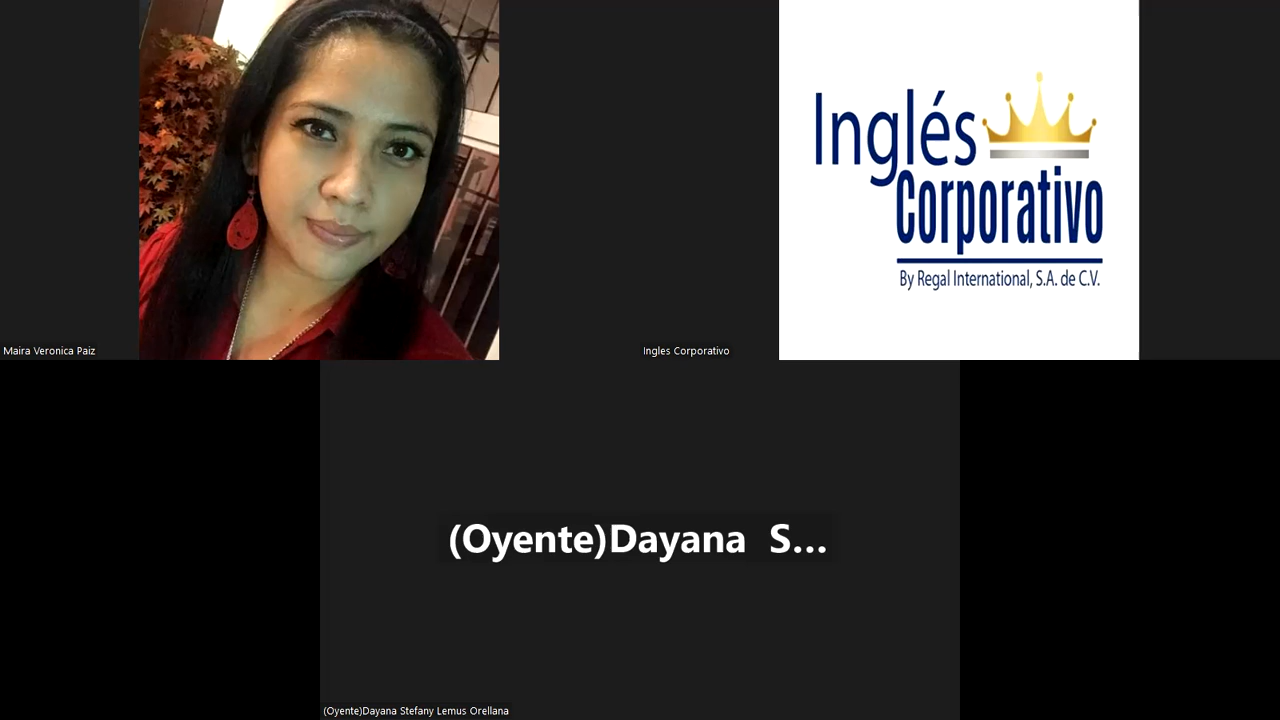 Inglés
Corporativo
By Regal International, S.A. de C.V.
Maira Veronica Paiz
Ingles Corporativo
(Oyente)Dayana S...
(Oyente)Dayana Stefany Lemus Orellana